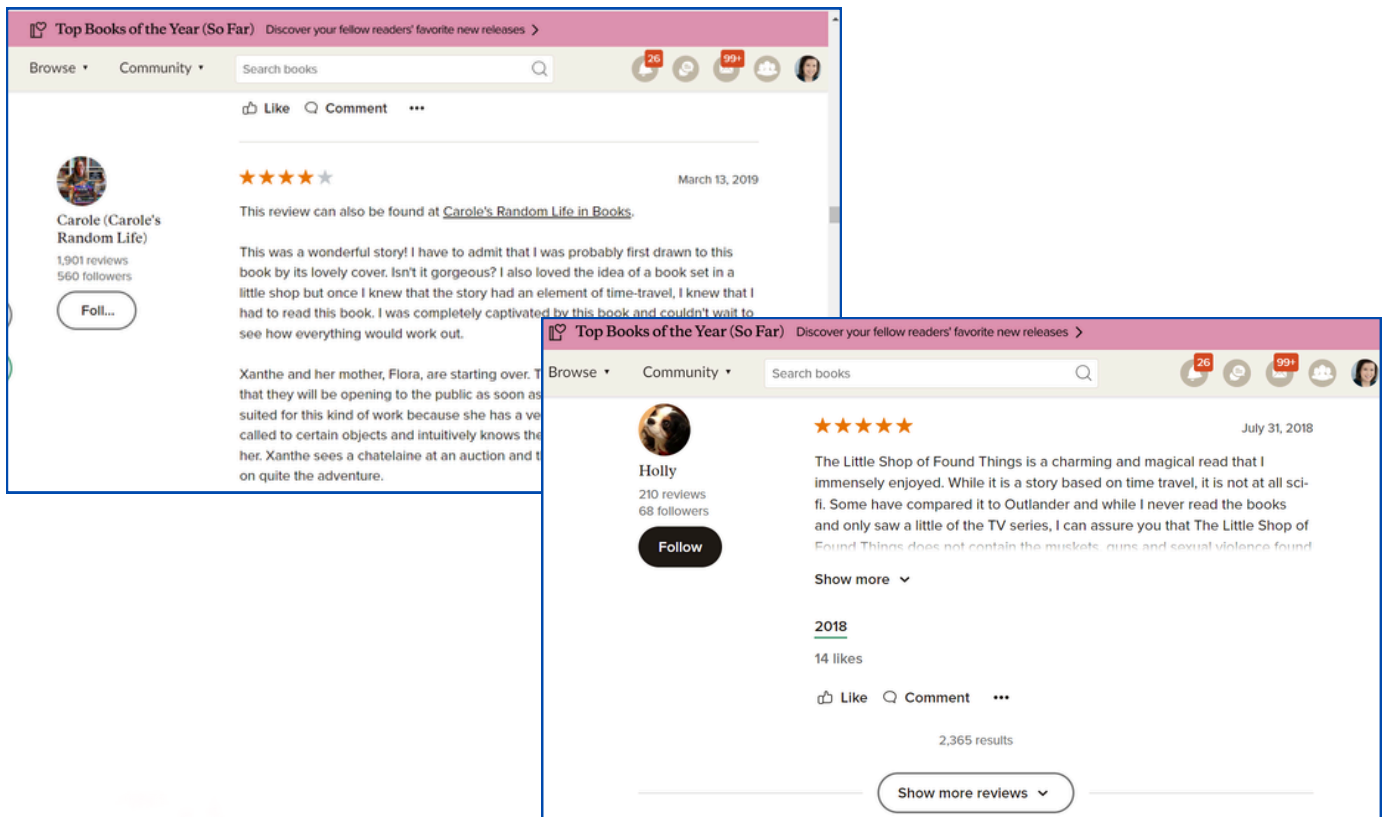 Top Books of the Year (So Far) Discover your fellow readers' favorite new releases
Browse Community Search books 26 99+
Like Comment
March 13, 2019
Carole (Carole's
Random Life)
1,901 reviews
560 followers
Foll...
This review can also be found at Carole's Random Life in Books.
This was a wonderful story! I have to admit that I was probably first drawn to this
book by its lovely cover. Isn't it gorgeous? I also loved the idea of a book set in a
little shop but once I knew that the story had an element of time-travel, I knew that I
had to read this book. I was completely captivated by this book and couldn't wait to
see how everything would work out.
Xanthe and her mother, Flora, are starting over. T
that they will be opening to the public as soon as
suited for this kind of work because she has a ve
called to certain objects and intuitively knows the
her. Xanthe sees a chatelaine at an auction and t
on quite the adventure.
Top Books of the Year (So Far) Discover your fellow readers' favorite new releases
Browse Community Search books 26 99+
Holly
210 reviews
68 followers
Follow
July 31, 2018
The Little Shop of Found Things is a charming and magical read that I
immensely enjoyed. While it is a story based on time travel, it is not at all sci-
fi. Some have compared it to Outlander and while I never read the books
and only saw a little of the TV series, I can assure you that The Little Shop of
Found Things does not contain the muskets, guns and sexual violence found
Show more
2018
14 likes
Like Comment
2,365 results
Show more reviews